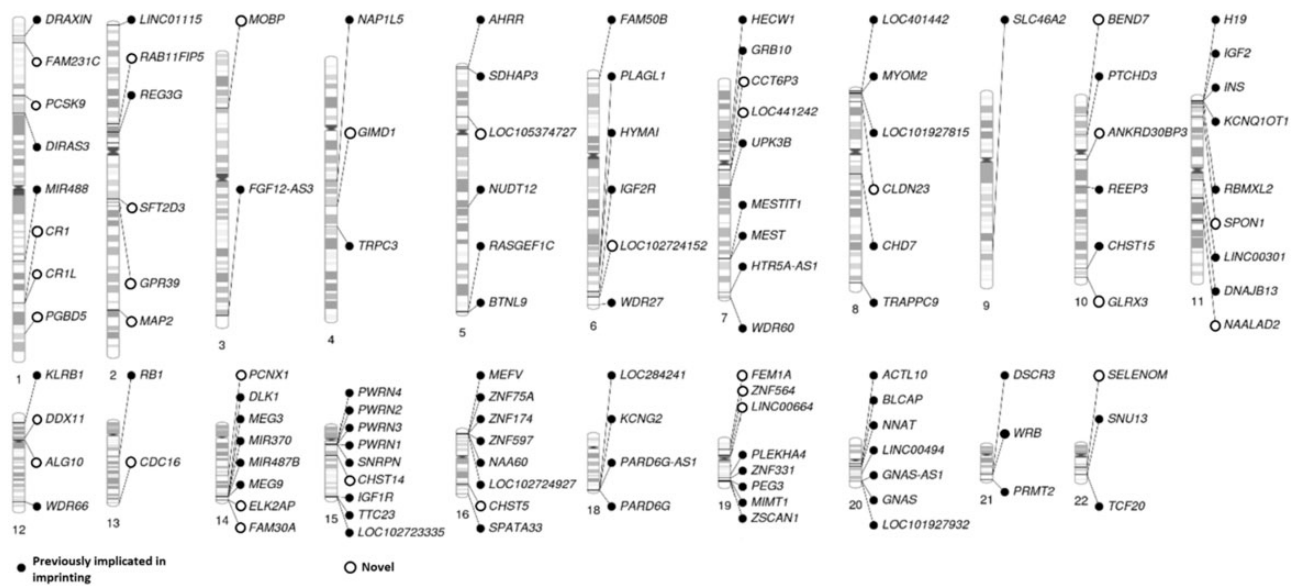 DRAXIN
FAM231C
PCSK9
DIRAS3
MIR488
CR1
CR1L
PGBD5
1
LINC01115
RAB11FIP5
REG3G
SFT2D3
GPR39
MAP2
2
MOBP
FGF12-AS3
3
NAP1L5
GIMD1
TRPC3
4
AHRR
SDHAP3
LOC105374727
NUDT12
RASGEF1C
BTNL9
5
FAM50B
PLAGL1
HYMAI
IGF2R
LOC102724152
WDR27
6
HECW1
GRB10
CCT6P3
LOC441242
UPK3B
MESTIT1
MEST
HTR5A-AS1
WDR60
7
LOC401442
MYOM2
LOC101927815
CLDN23
CHD7
TRAPPC9
8
SLC46A2
9
BEND7
PTCHD3
ANKRD30BP3
REEP3
CHST15
GLRX3
10
H19
IGF2
INS
KCNQ1OT1
RBMXL2
SPON1
LINC00301
DNAJB13
NAALAD2
11
KLRB1
DDX11
ALG10
WDR66
12
RB1
CDC16
13
PCNX1
DLK1
MEG3
MIR370
MIR487B
MEG9
ELK2AP
FAM30A
14
PWRN4
PWRN2
PWRN3
PWRN1
SNRPN
CHST14
IGF1R
TTC23
LOC102723335
15
MEFV
ZNF75A
ZNF174
ZNF597
NAA60
LOC102724927
CHST5
SPATA33
16
LOC284241
KCNG2
PARD6G-AS1
PARD6G
18
FEM1A
ZNF564
LINC00664
PLEKHA4
ZNF331
PEG3
MIMT1
ZSCAN1
19
ACTL10
BLCAP
NNAT
LINC00494
GNAS-AS1
GNAS
LOC101927932
20
DSCR3
WRB
PRMT2
21
SELENOM
SNU13
TCF20
22
Previously implicated in
imprinting
Novel